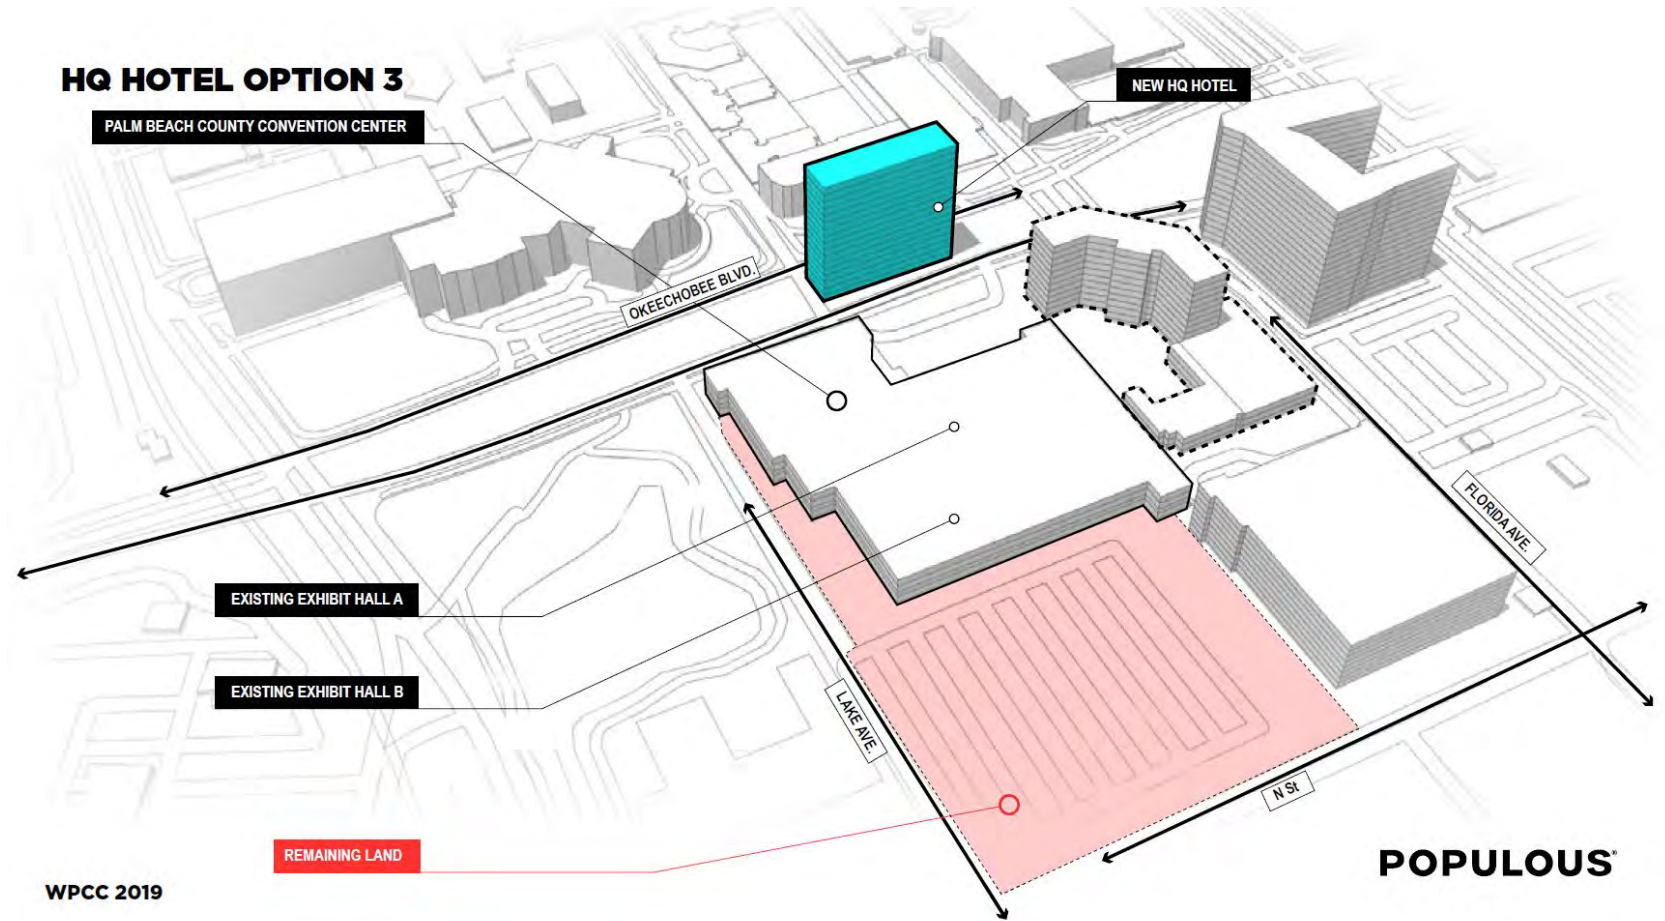 HQ HOTEL OPTION 3
NEW HQ HOTEL
PALM BEACH COUNTY CONVENTION CENTER
OKEECHOBEE BLVD.
FLORIDA AVE.
EXISTING EXHIBIT HALL A
EXISTING EXHIBIT HALL B
LAKE AVE.
N St
REMAINING LAND
POPULOUS®
WPCC 2019